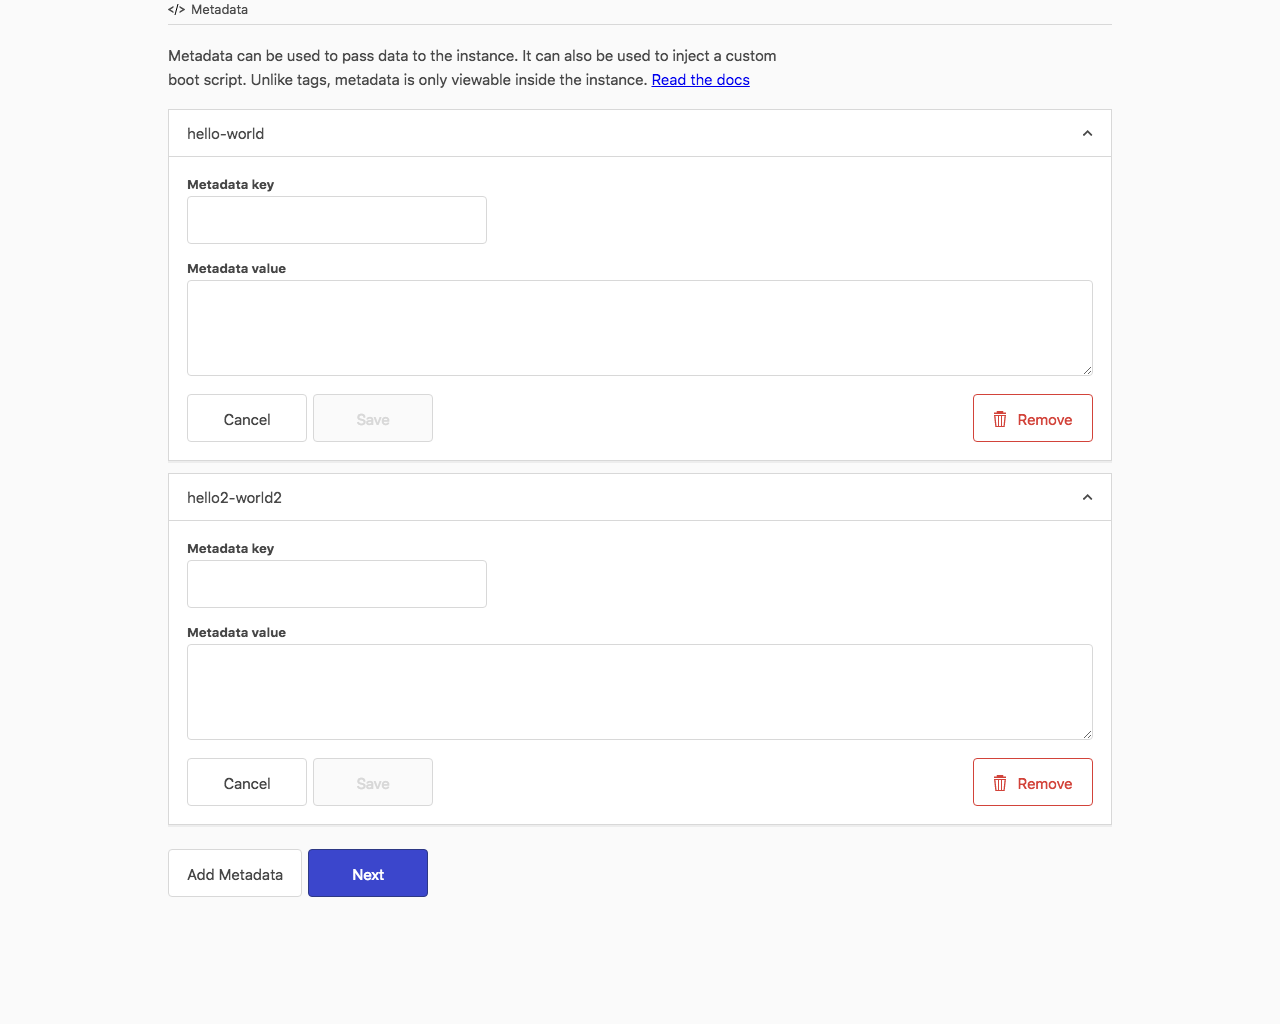 </> Metadata
Metadata can be used to pass data to the instance. It can also be used to inject a custom
boot script. Unlike tags, metadata is only viewable inside the instance. Read the docs
hello-world
Metadata key
Metadata value
Cancel
Save
Remove
hello2-world2
Metadata key
Metadata value
Cancel
Save
Remove
Add Metadata
Next